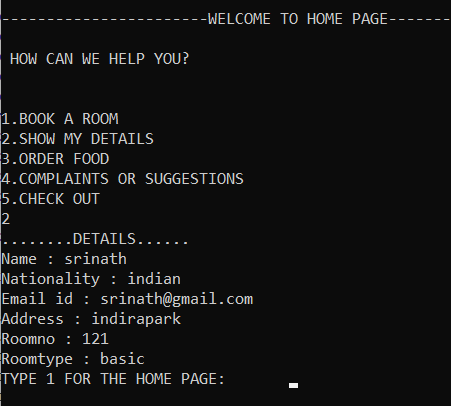 -----------------------WELCOME TO HOME PAGE-------
HOW CAN WE HELP YOU?
1.BOOK A ROOM
2.SHOW MY DETAILS
3.ORDER FOOD
4.COMPLAINTS OR SUGGESTIONS
5.CHECK OUT
2
........DETAILS......
Name : srinath
Nationality : indian
Email id : srinath@gmail.com
Address : indirapark
Roomno : 121
Roomtype : basic
TYPE 1 FOR THE HOME PAGE: